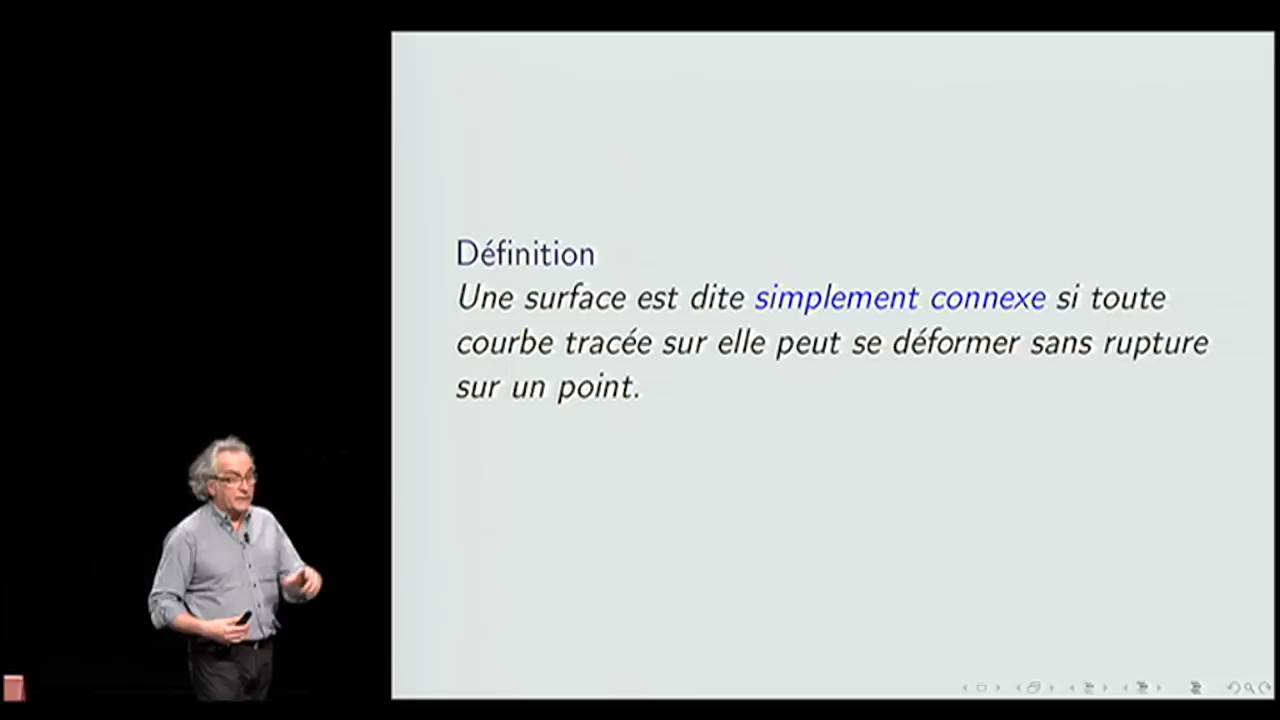 Définition
Une surface est dite simplement connexe si toute
courbe tracée sur elle peut se déformer sans rupture
sur un point.